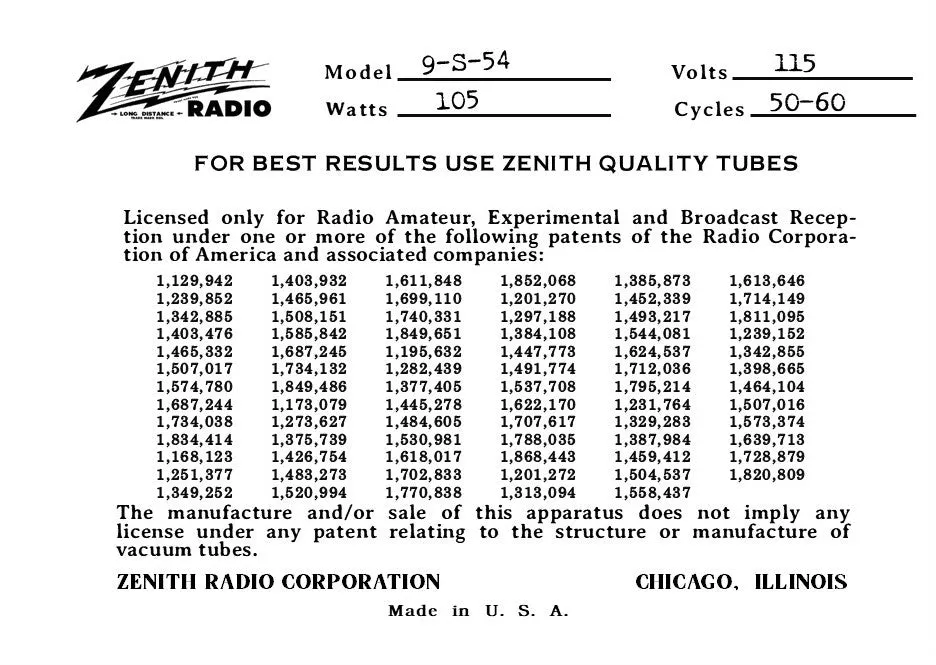 ZENITH
→ LONG DISTANCE ← RADIO
TRADE MARK REG.
Model 9-S-54 Volts 115
Watts 105 Cycles 50-60
FOR BEST RESULTS USE ZENITH QUALITY TUBES
Licensed only for Radio Amateur, Experimental and Broadcast Recep-
tion under one or more of the following patents of the Radio Corpora-
tion of America and associated companies:
1,129,942 1,403,932 1,611,848 1,852,068 1,385,873 1,613,646
1,239,852 1,465,961 1,699,110 1,201,270 1,452,339 1,714,149
1,342,885 1,508,151 1,740,331 1,297,188 1,493,217 1,811,095
1,403,476 1,585,842 1,849,651 1,384,108 1,544,081 1,239,152
1,465,332 1,687,245 1,195,632 1,447,773 1,624,537 1,342,855
1,507,017 1,734,132 1,282,439 1,491,774 1,712,036 1,398,665
1,574,780 1,849,486 1,377,405 1,537,708 1,795,214 1,464,104
1,687,244 1,173,079 1,445,278 1,622,170 1,231,764 1,507,016
1,734,038 1,273,627 1,484,605 1,707,617 1,329,283 1,573,374
1,834,414 1,375,739 1,530,981 1,788,035 1,387,984 1,639,713
1,168,123 1,426,754 1,618,017 1,868,443 1,459,412 1,728,879
1,251,377 1,483,273 1,702,833 1,201,272 1,504,537 1,820,809
1,349,252 1,520,994 1,770,838 1,313,094 1,558,437
The manufacture and/or sale of this apparatus does not imply any
license under any patent relating to the structure or manufacture of
vacuum tubes.
ZENITH RADIO CORPORATION CHICAGO, ILLINOIS
Made in U. S. A.